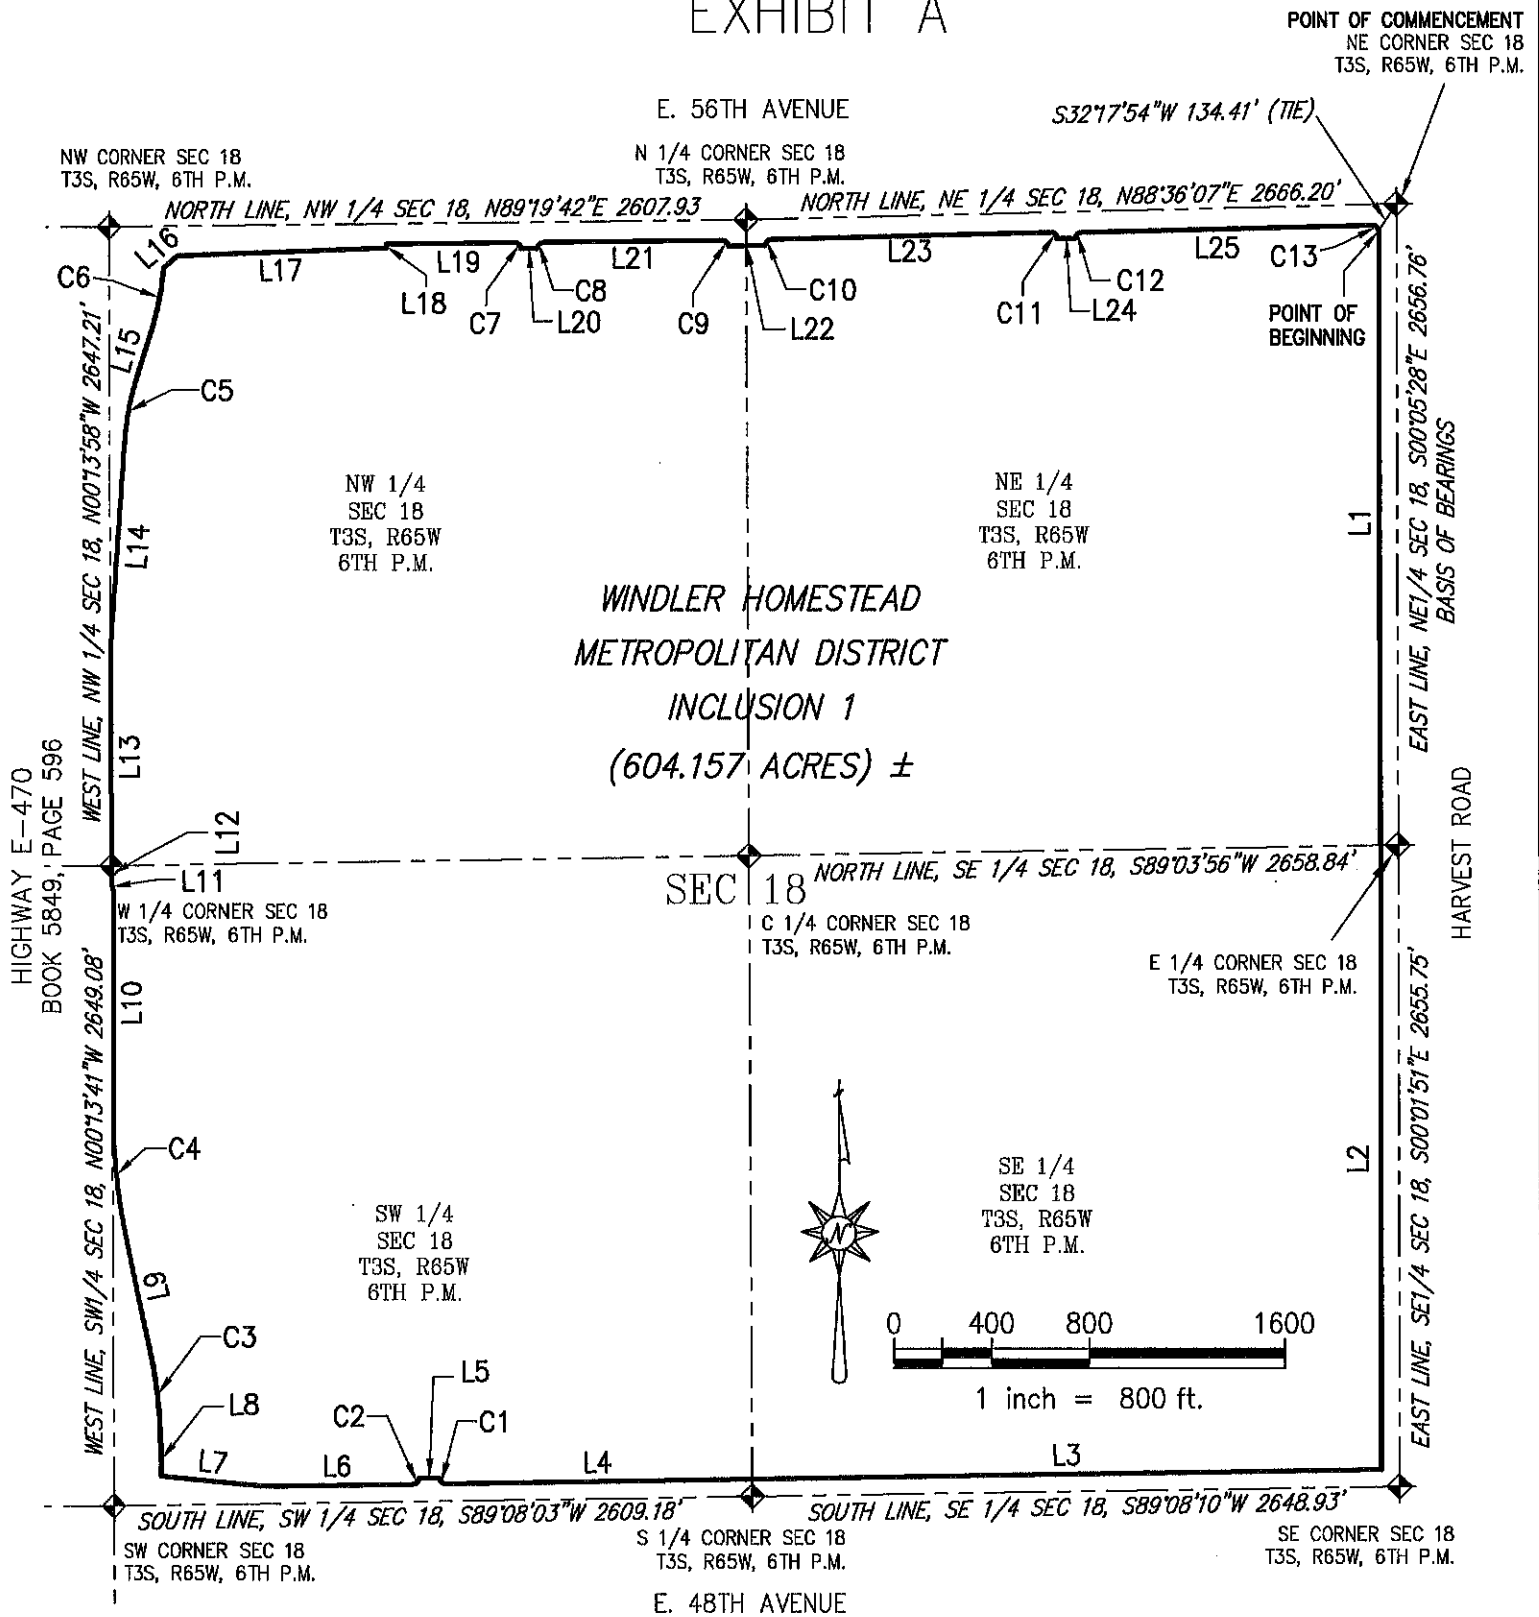 EXHIBIT A
POINT OF COMMENCEMENT
NE CORNER SEC 18
T3S, R65W, 6TH P.M.
E. 56TH AVENUE
S32°17'54"W 134.41' (TIE)
NW CORNER SEC 18
T3S, R65W, 6TH P.M.
N 1/4 CORNER SEC 18
T3S, R65W, 6TH P.M.
NORTH LINE, NW 1/4 SEC 18, N89°19'42"E 2607.93
NORTH LINE, NE 1/4 SEC 18, N88°36'07"E 2666.20'
L16
L17
L19
L21
L23
L25
C13
C6
L18
C7
L20
C8
C9
L22
C10
C11
L24
C12
POINT OF
BEGINNING
L15
C5
WEST LINE, NW 1/4 SEC 18, N00°13'58"W 2647.21'
EAST LINE, NE1/4 SEC 18, S00°05'28"E 2656.76'
BASIS OF BEARINGS
NW 1/4
SEC 18
T3S, R65W
6TH P.M.
NE 1/4
SEC 18
T3S, R65W
6TH P.M.
L14
L1
WINDLER HOMESTEAD
METROPOLITAN DISTRICT
INCLUSION 1
(604.157 ACRES) ±
L13
HIGHWAY E-470
BOOK 5849, PAGE 596
HARVEST ROAD
L12
L11
NORTH LINE, SE 1/4 SEC 18, S89°03'56"W 2658.84'
SEC 18
W 1/4 CORNER SEC 18
T3S, R65W, 6TH P.M.
C 1/4 CORNER SEC 18
T3S, R65W, 6TH P.M.
E 1/4 CORNER SEC 18
T3S, R65W, 6TH P.M.
L10
WEST LINE, SW1/4 SEC 18, N00°13'41"W 2649.08'
EAST LINE, SE1/4 SEC 18, S00°01'51"E 2655.75'
C4
L2
SW 1/4
SEC 18
T3S, R65W
6TH P.M.
SE 1/4
SEC 18
T3S, R65W
6TH P.M.
N
L9
C3
0 400 800 1600
1 inch = 800 ft.
L8
C2
L5
C1
L7
L6
L4
L3
SOUTH LINE, SW 1/4 SEC 18, S89°08'03"W 2609.18'
SOUTH LINE, SE 1/4 SEC 18, S89°08'10"W 2648.93'
SW CORNER SEC 18
T3S, R65W, 6TH P.M.
S 1/4 CORNER SEC 18
T3S, R65W, 6TH P.M.
SE CORNER SEC 18
T3S, R65W, 6TH P.M.
E. 48TH AVENUE